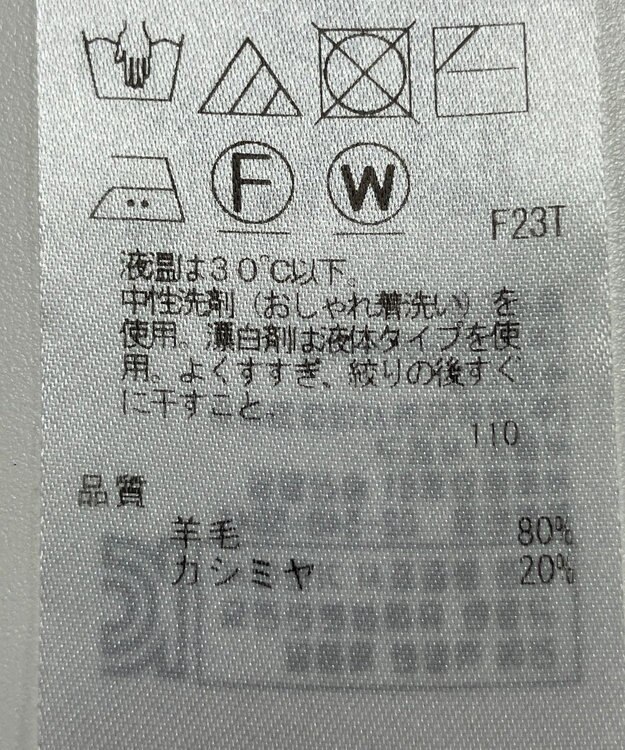 F
W
F23T
液温は30℃以下。
中性洗剤（おしゃれ着洗い）を
使用。漂白剤は液体タイプを使
用。よくすすぎ、絞りの後すぐ
に干すこと。
110
品質
羊毛 80%
カシミヤ 20%